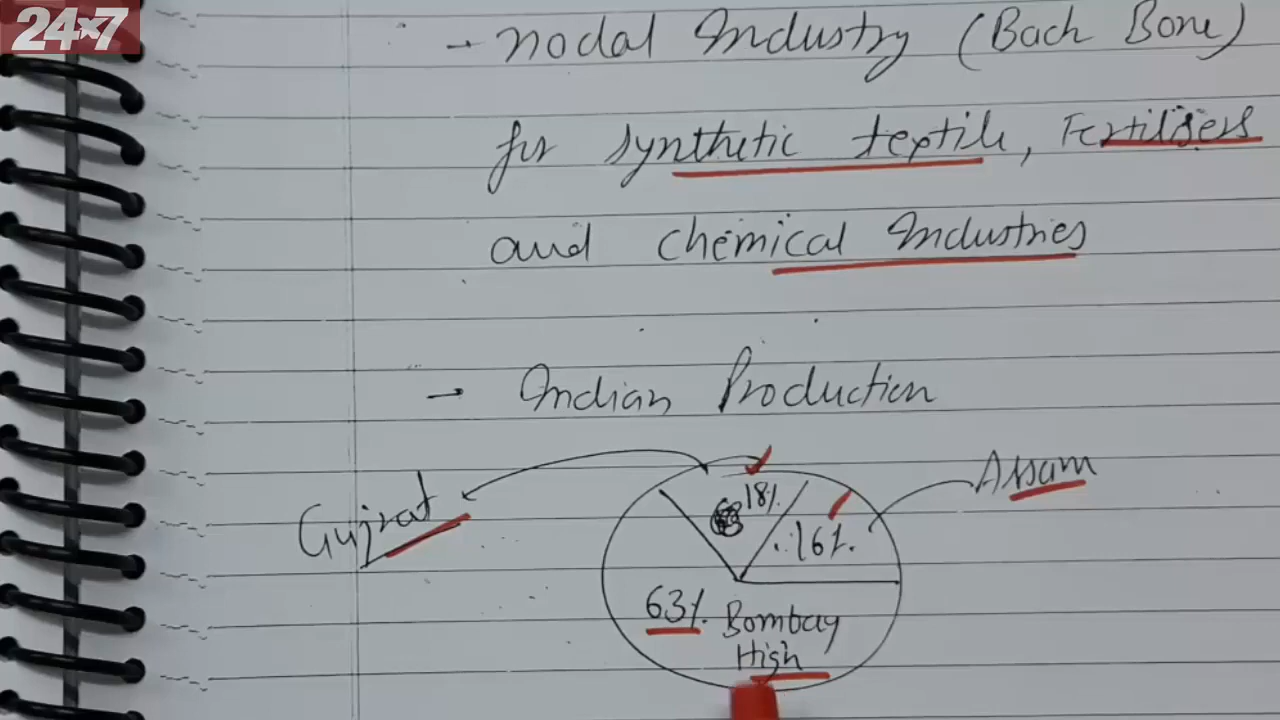 24x7
- nodal Industry (Back Bone)
for synthetic textile, Fertilisers
and chemical Industries
- Indian Production
Gujrat
18%
16%
Assam
63% Bombay
High